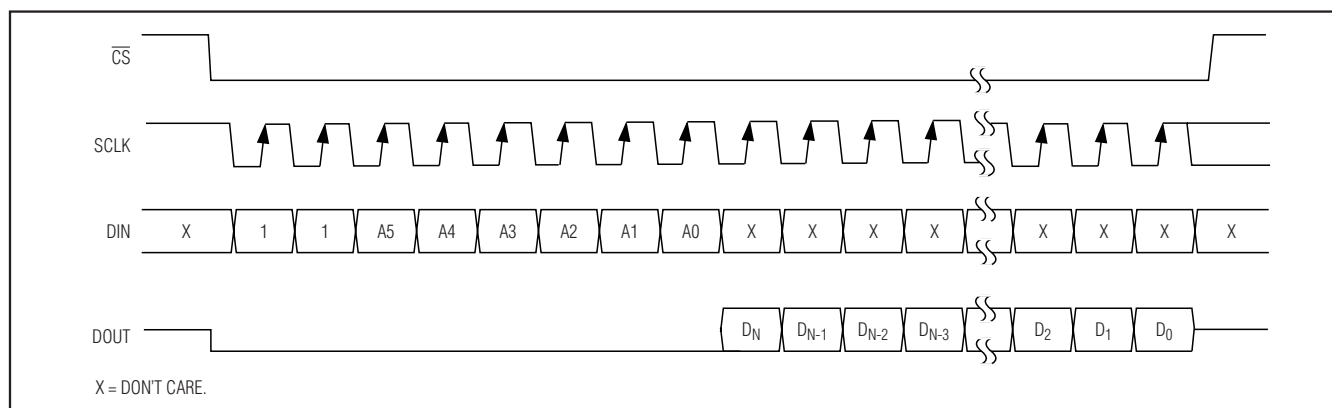 CS
SCLK
DIN X 1 1 A5 A4 A3 A2 A1 A0 X X X X X X X X
DOUT DN DN-1 DN-2 DN-3 D2 D1 D0
X = DON'T CARE.